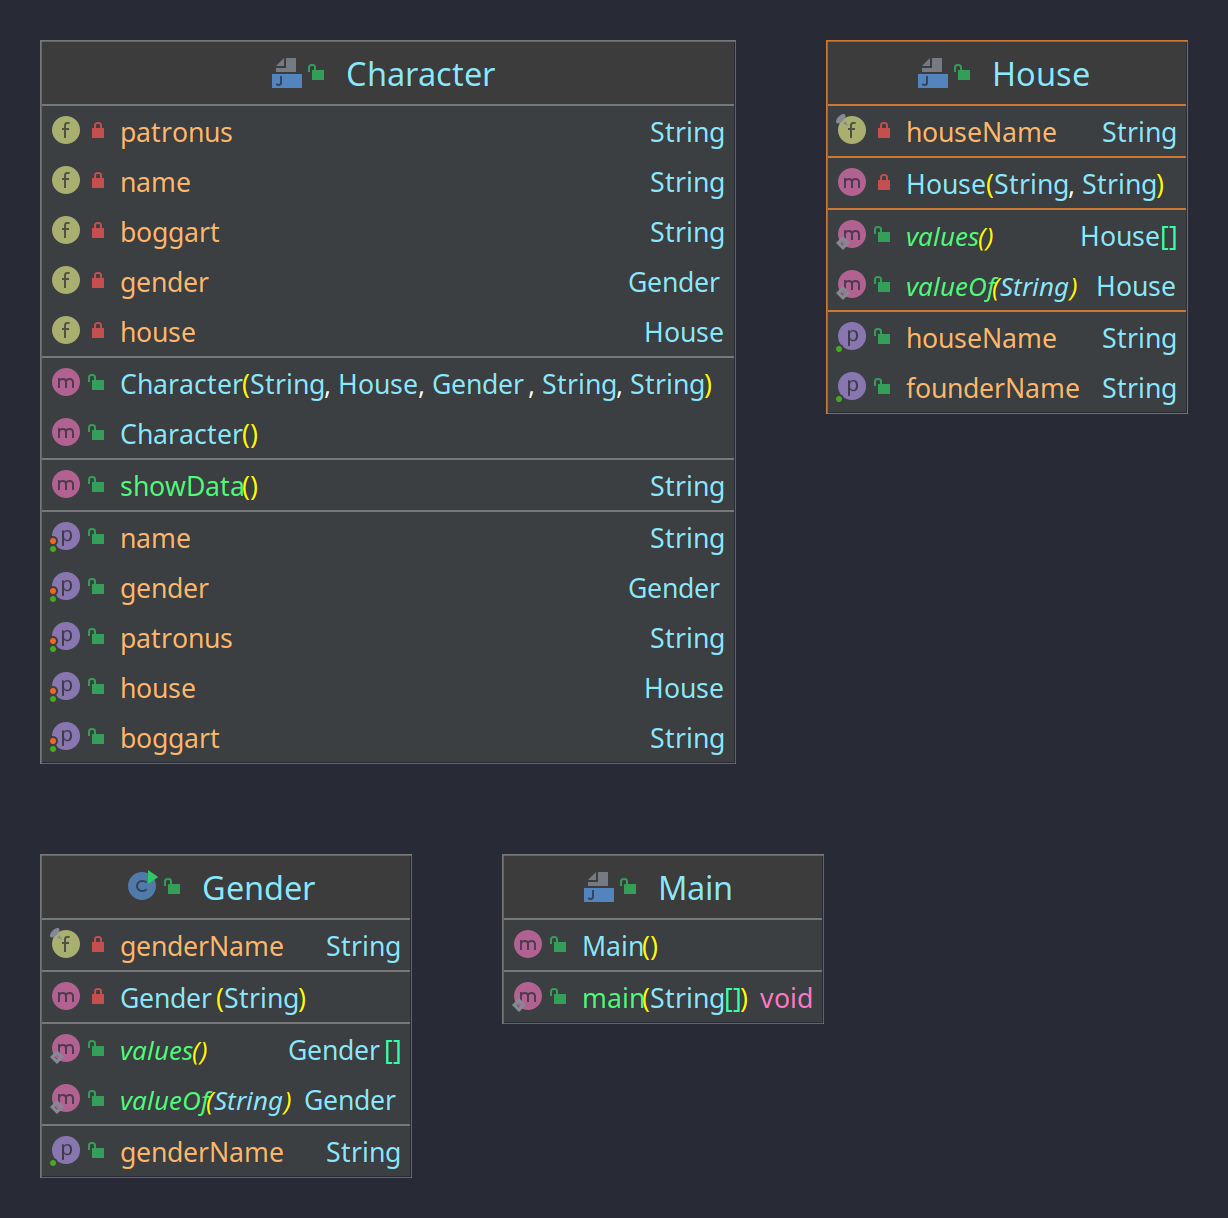 Character
patronus String
name String
boggart String
gender Gender
house House
Character(String, House, Gender , String, String)
Character()
showData() String
name String
gender Gender
patronus String
house House
boggart String
House
houseName String
House(String, String)
values() House[]
valueOf(String) House
houseName String
founderName String
Gender
genderName String
Gender (String)
values() Gender []
valueOf(String) Gender
genderName String
Main
Main()
main(String[]) void